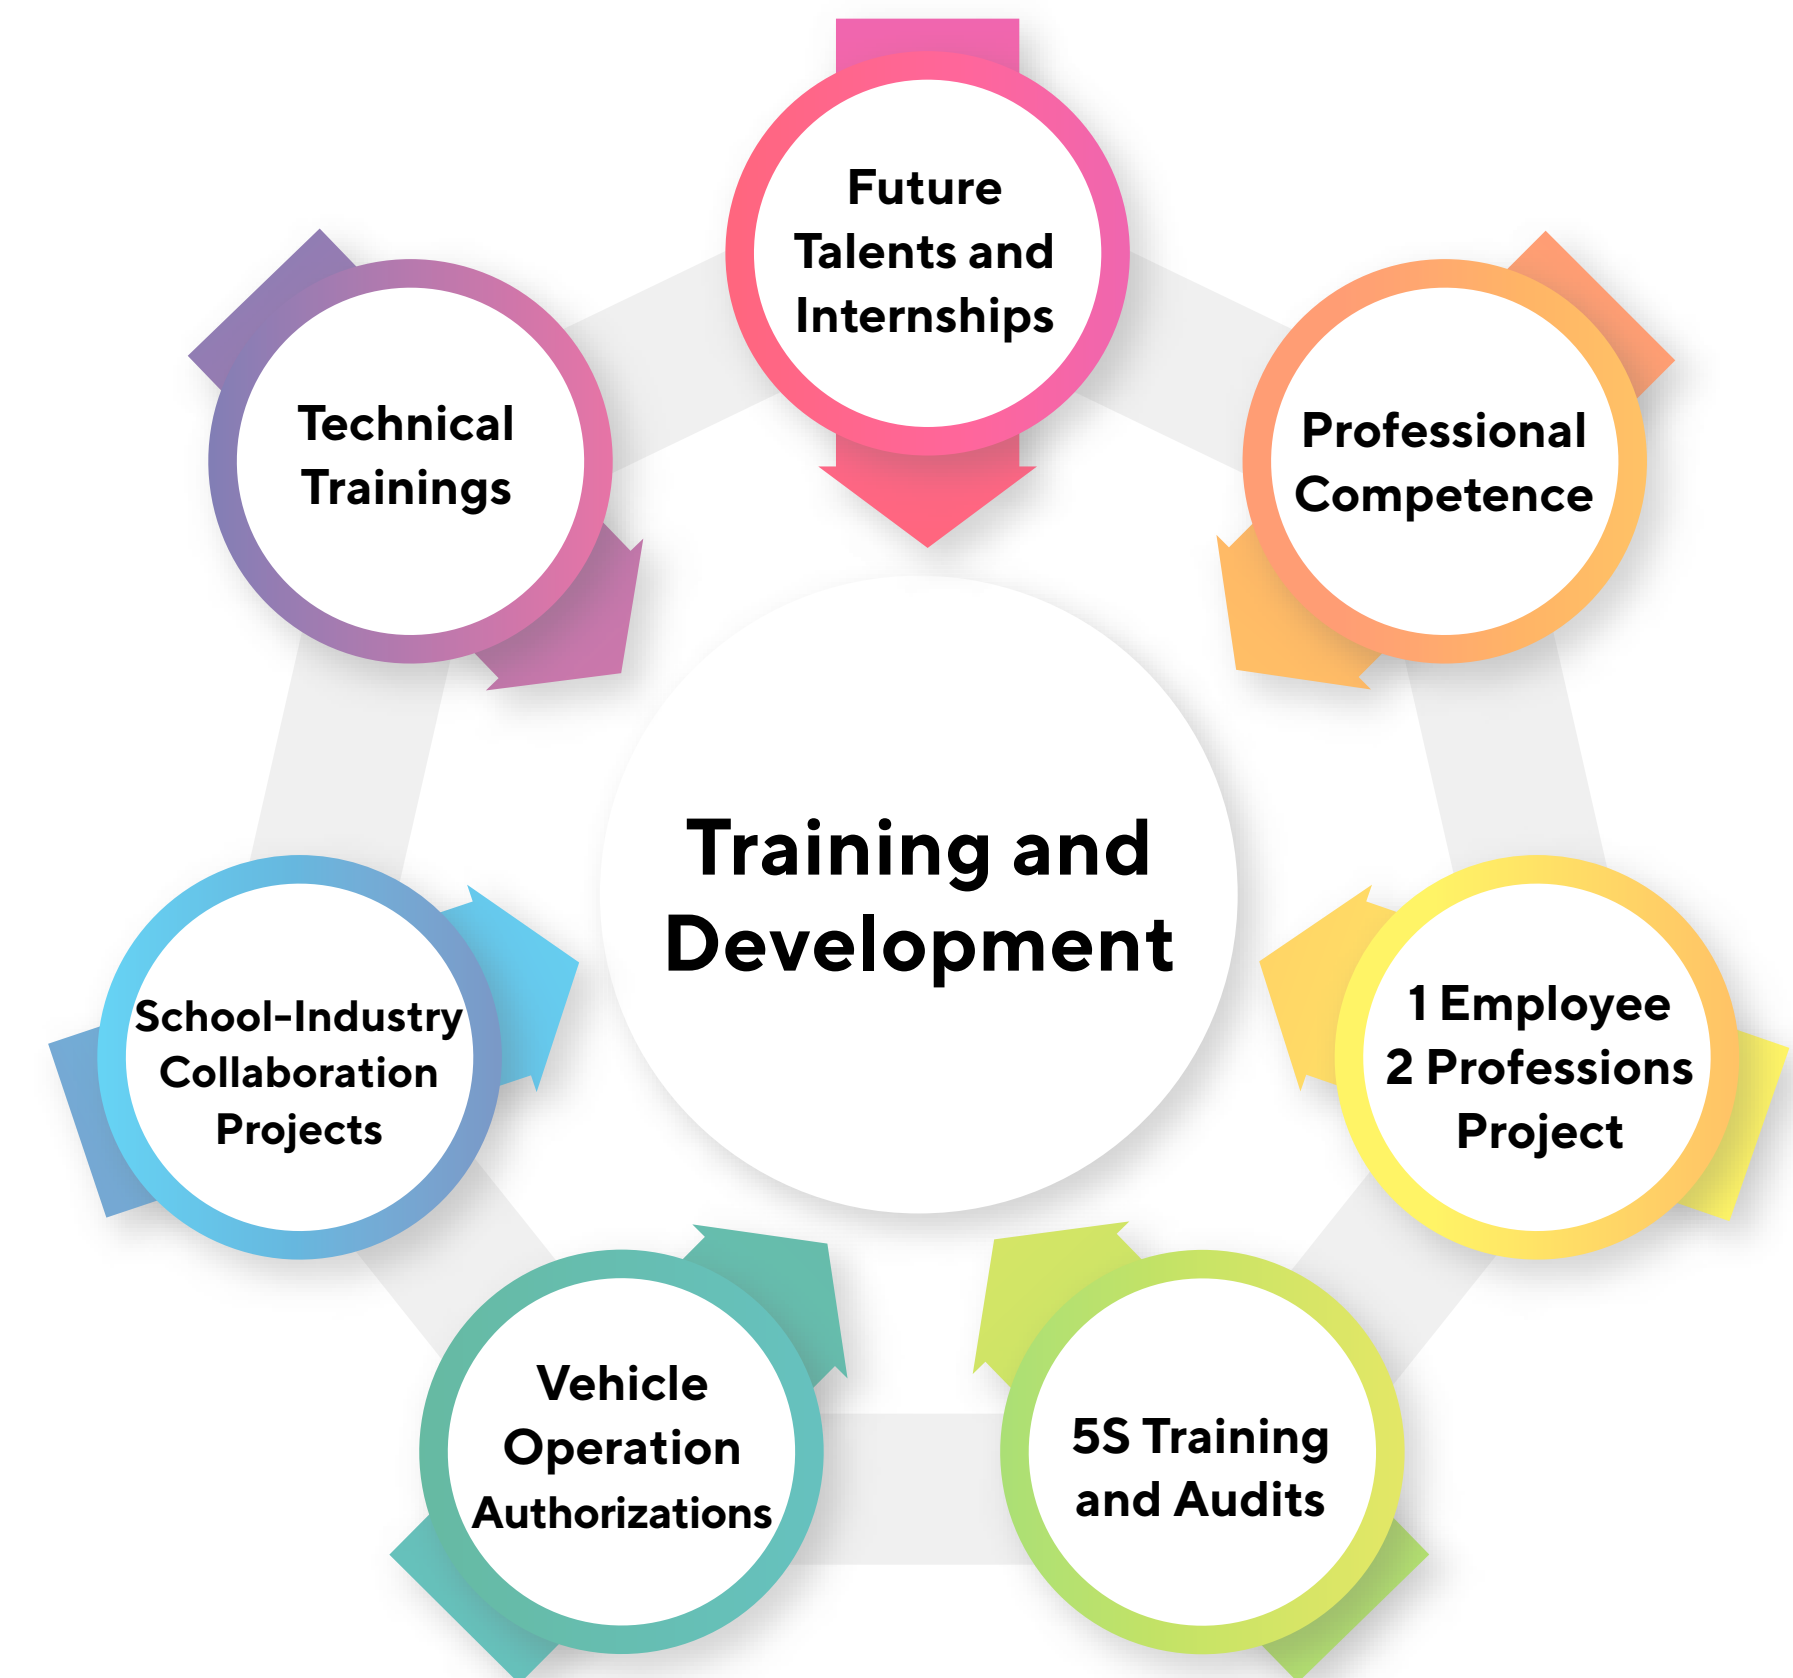 Future
Talents and
Internships
Professional
Competence
1 Employee
2 Professions
Project
5S Training
and Audits
Vehicle
Operation
Authorizations
School-Industry
Collaboration
Projects
Technical
Trainings
Training and
Development